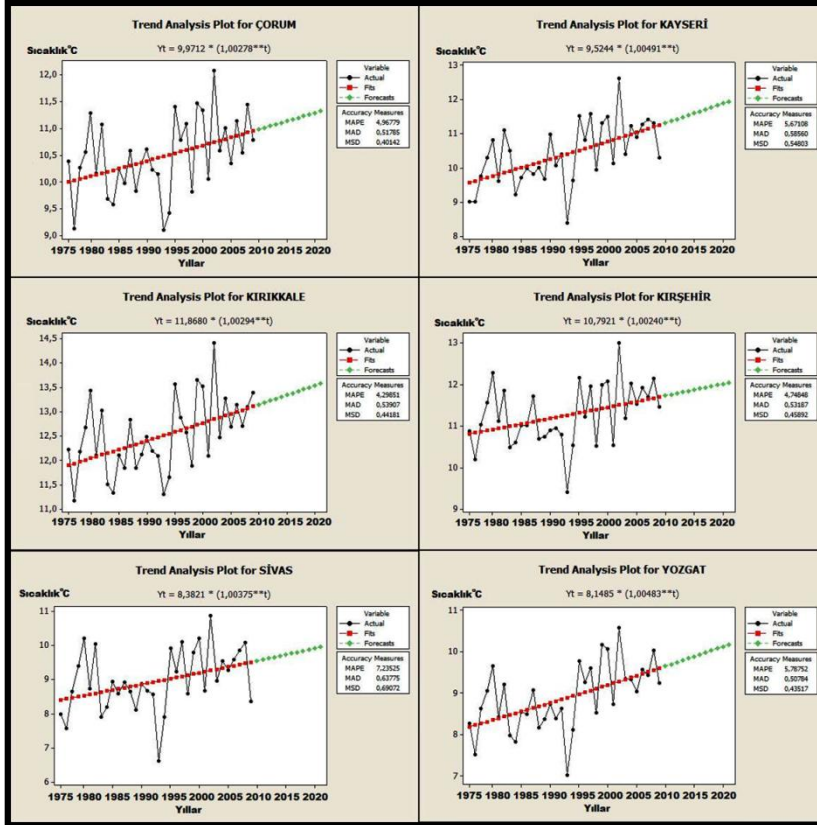 Trend Analysis Plot for ÇORUM
Yt = 9,9712 * (1,00278**t)
Sıcaklık°C
12,0
11,5
11,0
10,5
10,0
9,5
9,0
1975 1980 1985 1990 1995 2000 2005 2010 2015 2020
Yıllar
Variable
Actual
Fits
Forecasts
Accuracy Measures
MAPE 4,96779
MAD 0,51785
MSD 0,40142
Trend Analysis Plot for KAYSERİ
Yt = 9,5244 * (1,00491**t)
Sıcaklık°C
13
12
11
10
9
8
1975 1980 1985 1990 1995 2000 2005 2010 2015 2020
Yıllar
Variable
Actual
Fits
Forecasts
Accuracy Measures
MAPE 5,67108
MAD 0,58560
MSD 0,54803
Trend Analysis Plot for KIRIKKALE
Yt = 11,8680 * (1,00294**t)
Sıcaklık°C
14,5
14,0
13,5
13,0
12,5
12,0
11,5
11,0
1975 1980 1985 1990 1995 2000 2005 2010 2015 2020
Yıllar
Variable
Actual
Fits
Forecasts
Accuracy Measures
MAPE 4,29851
MAD 0,53907
MSD 0,44181
Trend Analysis Plot for KIRŞEHİR
Yt = 10,7921 * (1,00240**t)
Sıcaklık°C
13
12
11
10
9
1975 1980 1985 1990 1995 2000 2005 2010 2015 2020
Yıllar
Variable
Actual
Fits
Forecasts
Accuracy Measures
MAPE 4,74848
MAD 0,53187
MSD 0,45892
Trend Analysis Plot for SİVAS
Yt = 8,3821 * (1,00375**t)
Sıcaklık°C
11
10
9
8
7
6
1975 1980 1985 1990 1995 2000 2005 2010 2015 2020
Yıllar
Variable
Actual
Fits
Forecasts
Accuracy Measures
MAPE 7,23525
MAD 0,63775
MSD 0,69072
Trend Analysis Plot for YOZGAT
Yt = 8,1485 * (1,00483**t)
Sıcaklık°C
11
10
9
8
7
1975 1980 1985 1990 1995 2000 2005 2010 2015 2020
Yıllar
Variable
Actual
Fits
Forecasts
Accuracy Measures
MAPE 5,78752
MAD 0,50784
MSD 0,43517